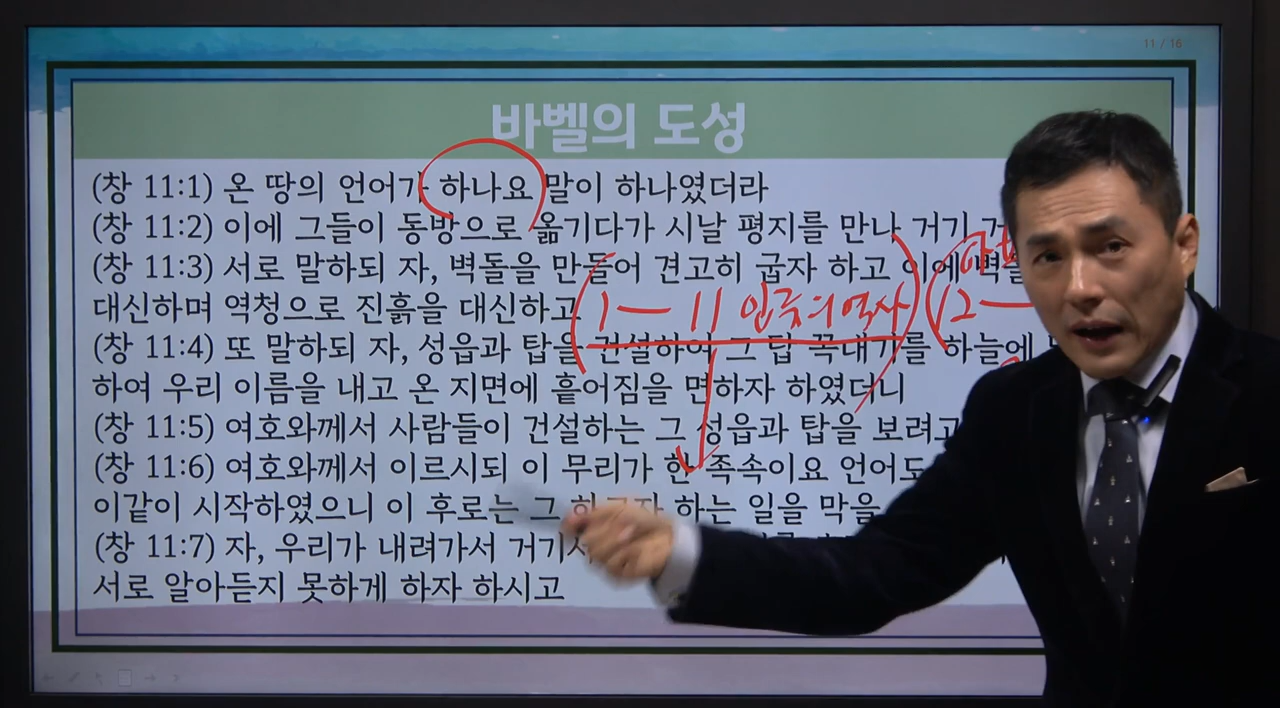 11 / 16
바벨의 도성
(창 11:1) 온 땅의 언어가 하나요 말이 하나였더라
(창 11:2) 이에 그들이 동방으로 옮기다가 시날 평지를 만나 거기
(창 11:3) 서로 말하되 자, 벽돌을 만들어 견고히 굽자 하고 이에
대신하며 역청으로 진흙을 대신하고
(1 — 11 인류의 역사)
(12 —
(창 11:4) 또 말하되 자, 성읍과 탑을 건설하여 그 탑 꼭대기를 하늘에
하여 우리 이름을 내고 온 지면에 흩어짐을 면하자 하였더니
(창 11:5) 여호와께서 사람들이 건설하는 그 성읍과 탑을 보려고
(창 11:6) 여호와께서 이르시되 이 무리가 한 족속이요 언어도
이같이 시작하였으니 이 후로는 그 하고자 하는 일을 막을
(창 11:7) 자, 우리가 내려가서 거기서
서로 알아듣지 못하게 하자 하시고